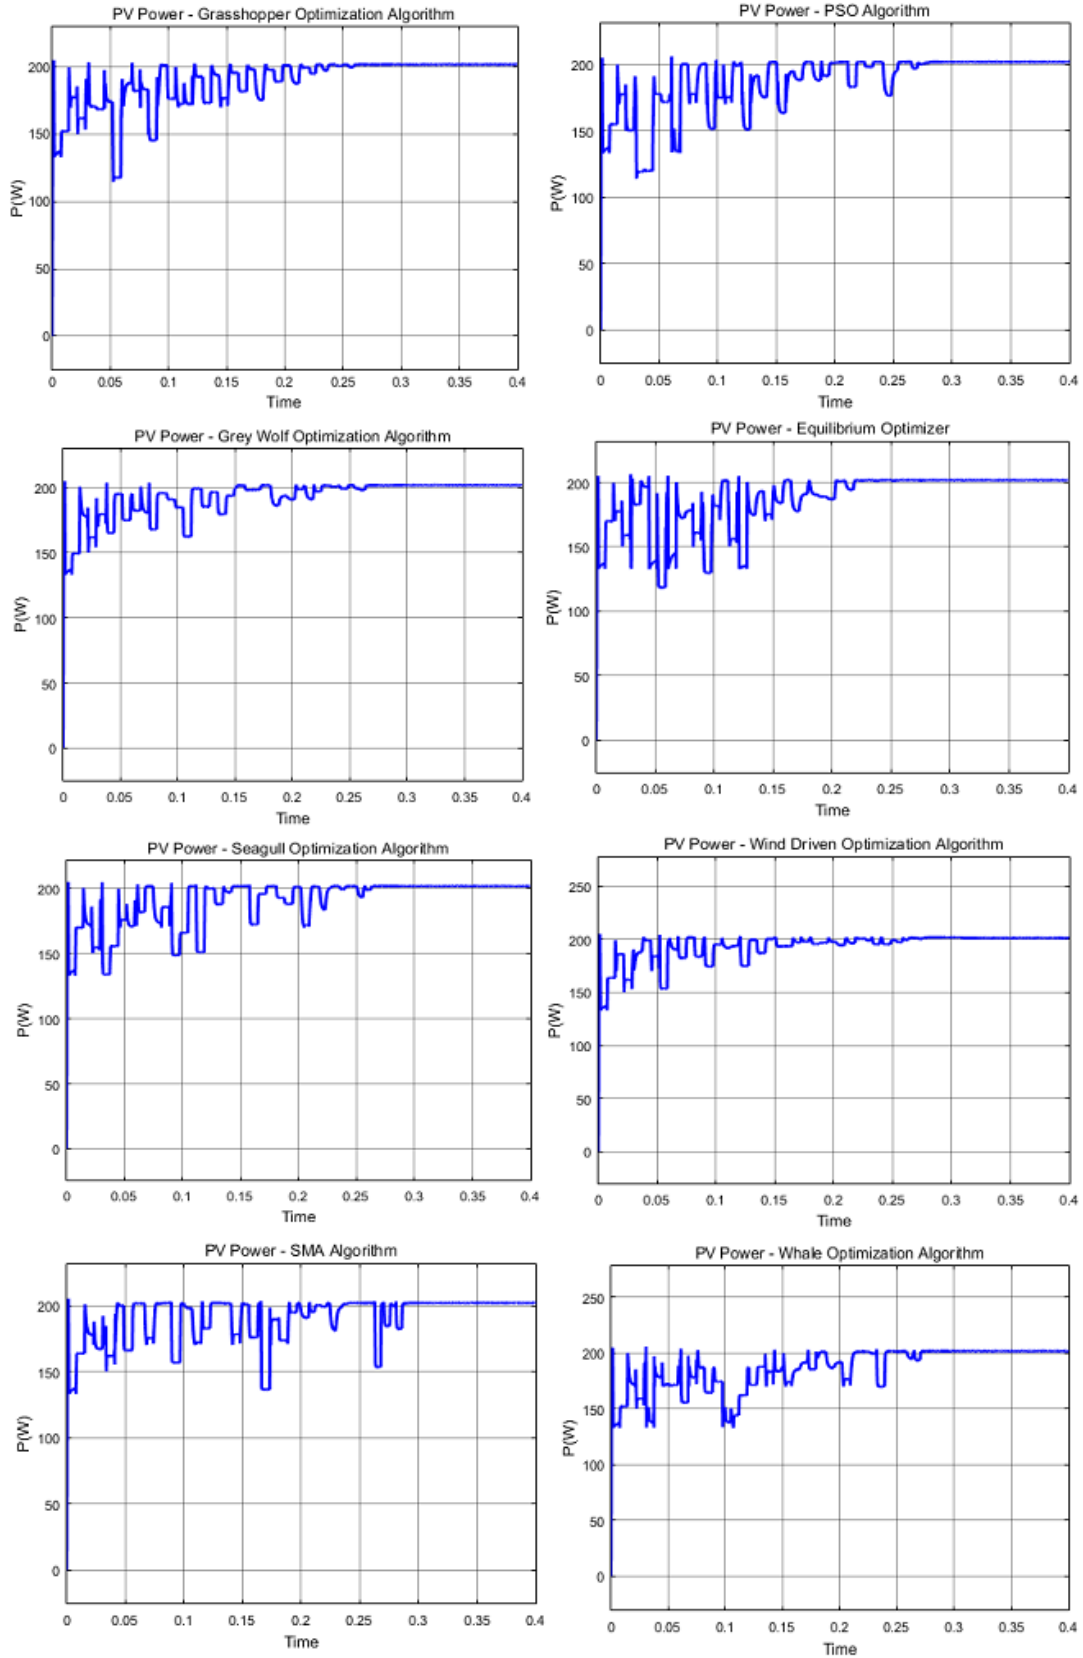 PV Power - Grasshopper Optimization Algorithm
200
150
100
50
0
P(W)
0 0.05 0.1 0.15 0.2 0.25 0.3 0.35 0.4
Time
PV Power - PSO Algorithm
200
150
100
50
0
P(W)
0 0.05 0.1 0.15 0.2 0.25 0.3 0.35 0.4
Time
PV Power - Grey Wolf Optimization Algorithm
200
150
100
50
0
P(W)
0 0.05 0.1 0.15 0.2 0.25 0.3 0.35 0.4
Time
PV Power - Equilibrium Optimizer
200
150
100
50
0
P(W)
0 0.05 0.1 0.15 0.2 0.25 0.3 0.35 0.4
Time
PV Power - Seagull Optimization Algorithm
200
150
100
50
0
P(W)
0 0.05 0.1 0.15 0.2 0.25 0.3 0.35 0.4
Time
PV Power - Wind Driven Optimization Algorithm
250
200
150
100
50
0
P(W)
0 0.05 0.1 0.15 0.2 0.25 0.3 0.35 0.4
Time
PV Power - SMA Algorithm
200
150
100
50
0
P(W)
0 0.05 0.1 0.15 0.2 0.25 0.3 0.35 0.4
Time
PV Power - Whale Optimization Algorithm
250
200
150
100
50
0
P(W)
0 0.05 0.1 0.15 0.2 0.25 0.3 0.35 0.4
Time